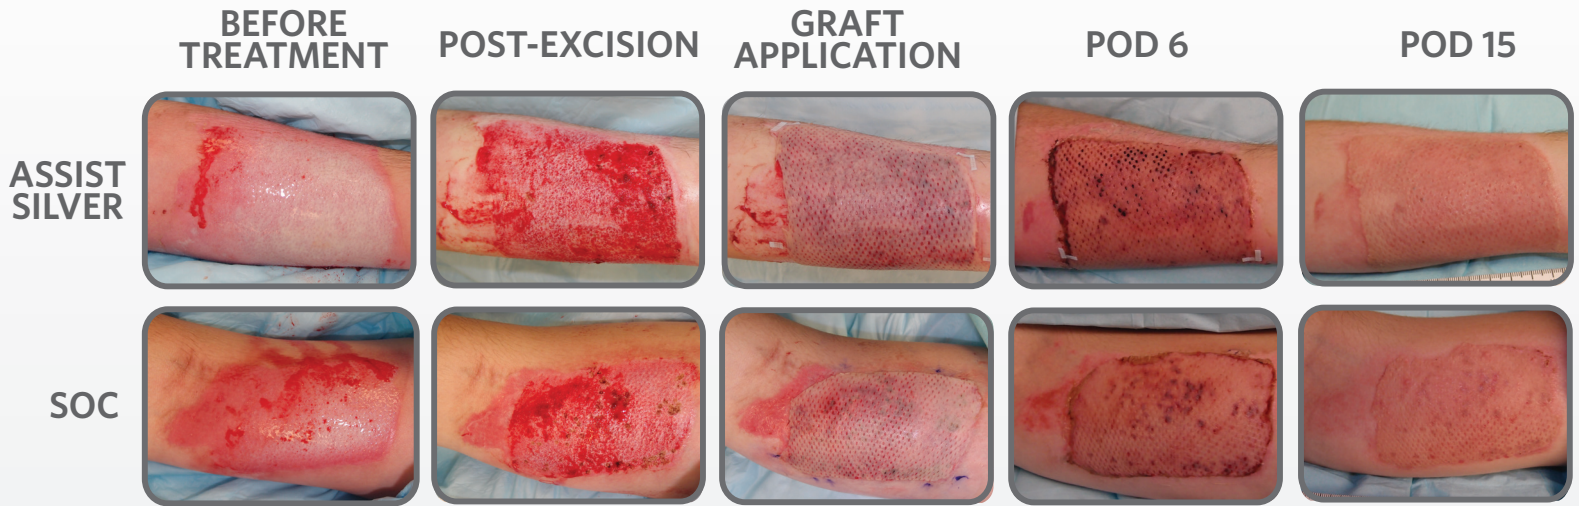 BEFORE
TREATMENT
POST-EXCISION
GRAFT
APPLICATION
POD 6
POD 15
ASSIST
SILVER
SOC